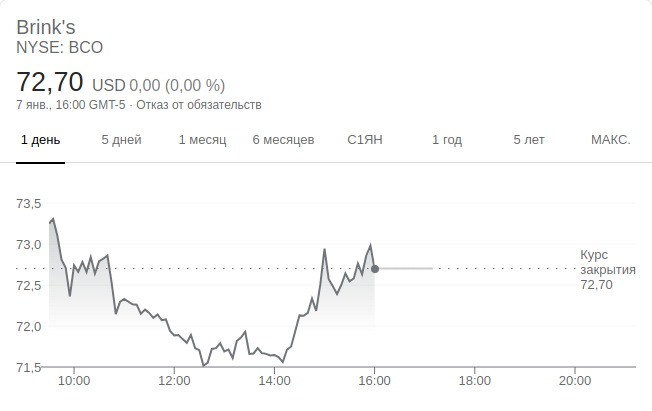 Brink's
NYSE: BCO
72,70 USD 0,00 (0,00 %)
7 янв., 16:00 GMT-5 · Отказ от обязательств
1 день 5 дней 1 месяц 6 месяцев С1ЯН 1 год 5 лет МАКС.
73,5
73,0
Курс
закрытия
72,70
72,5
72,0
71,5
10:00 12:00 14:00 16:00 18:00 20:00